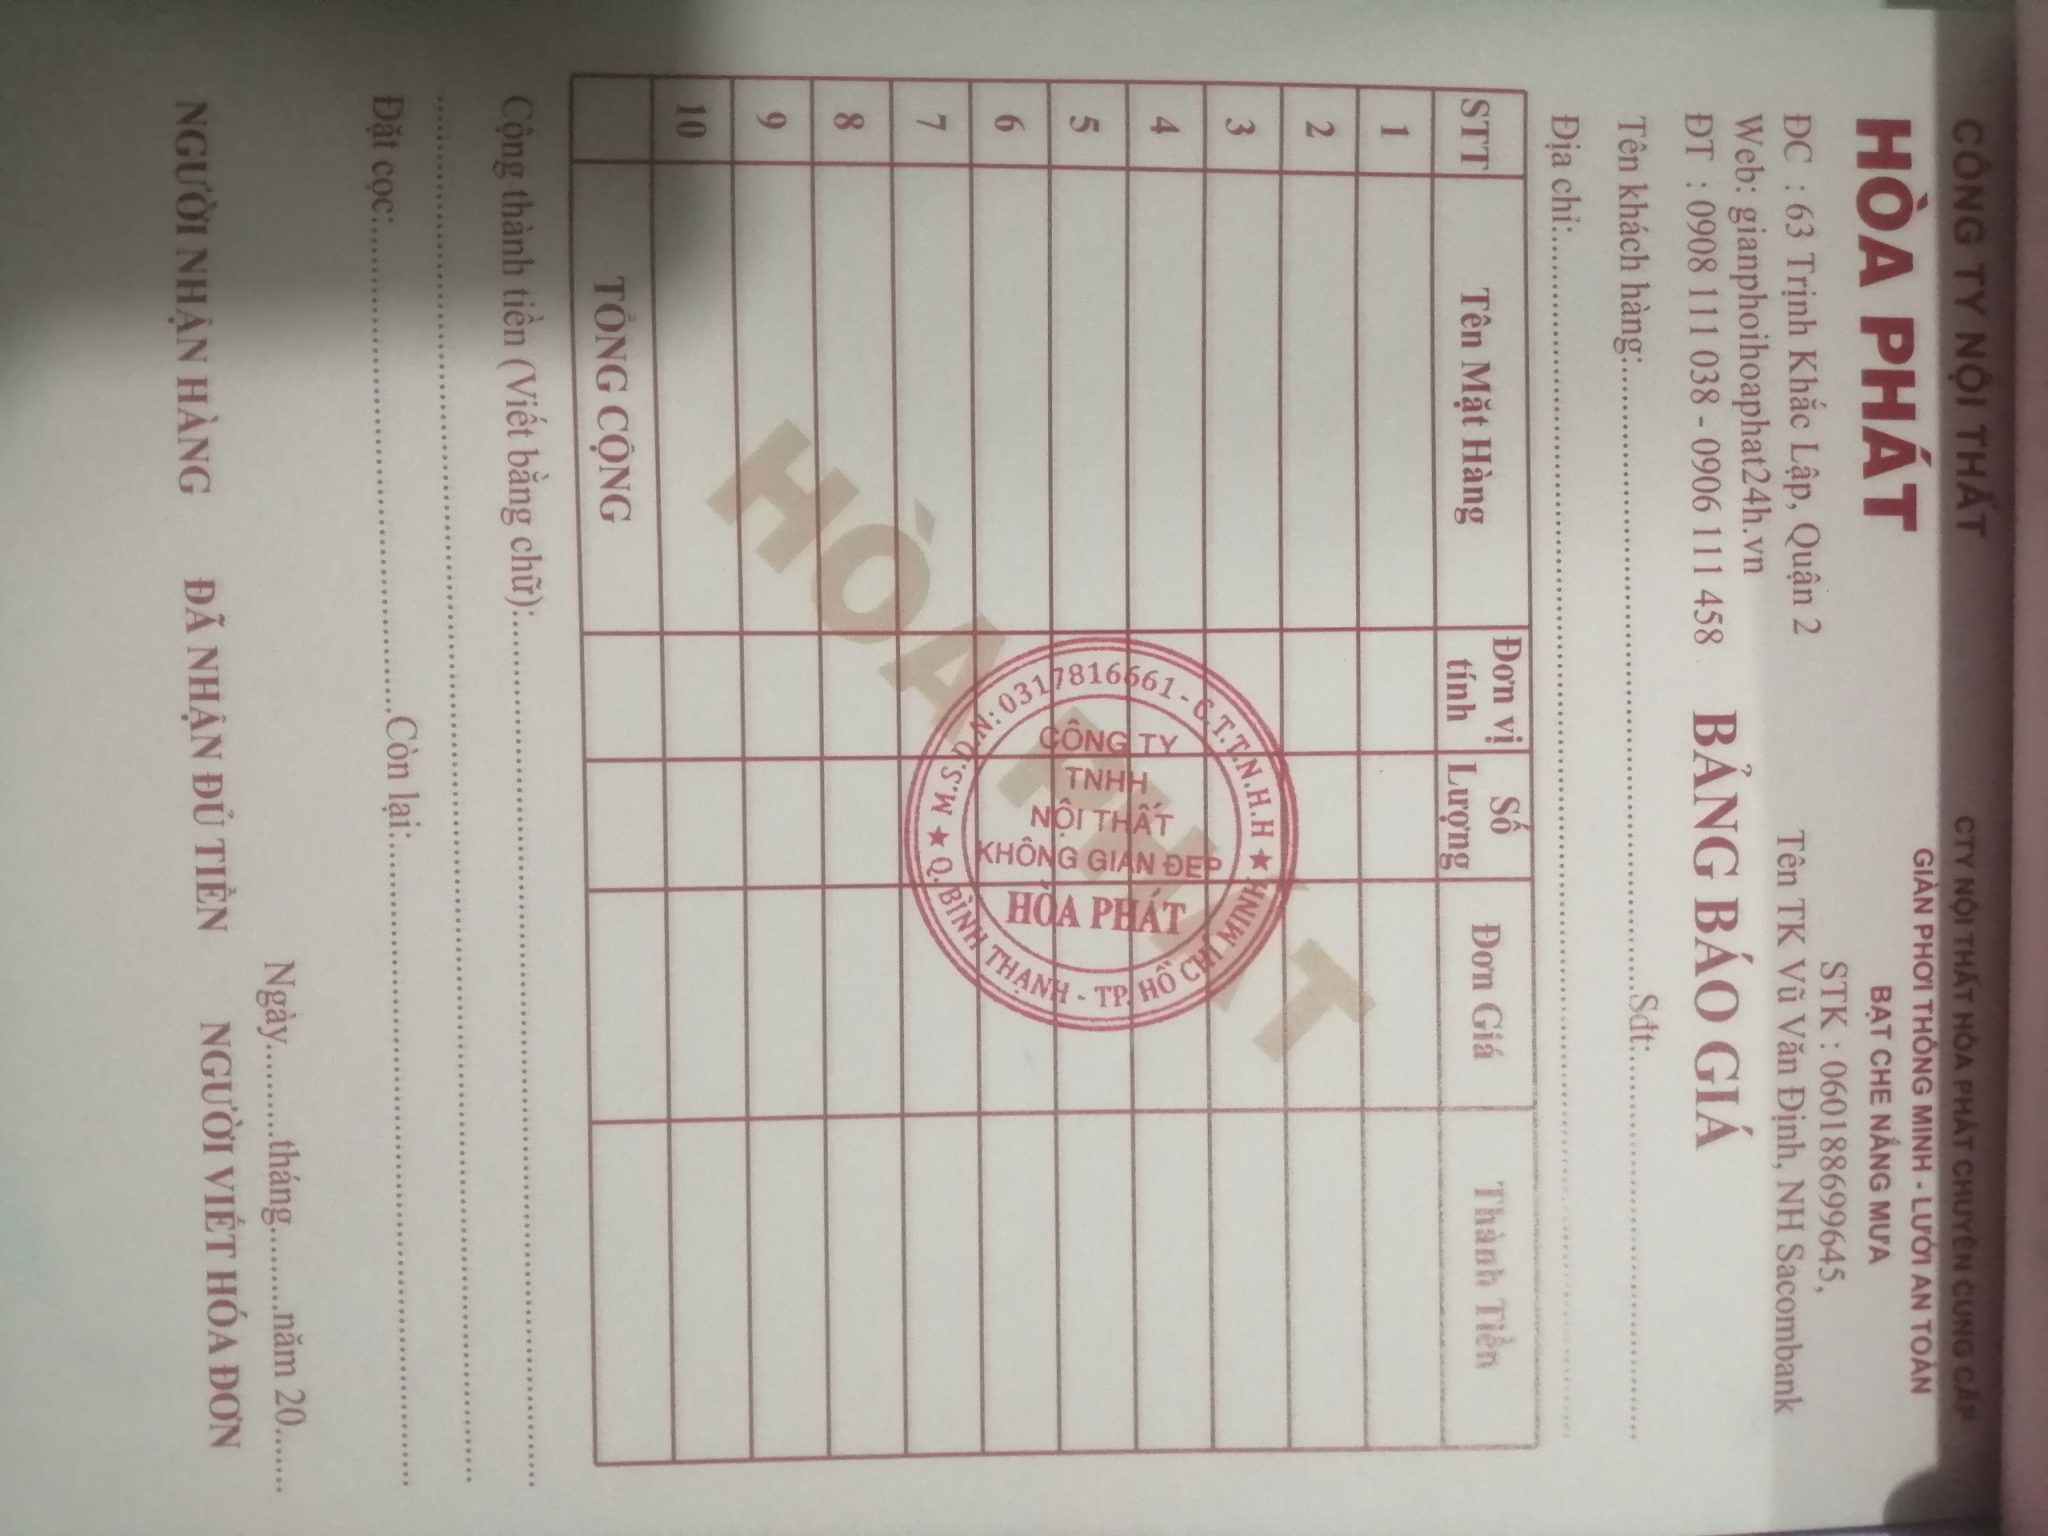 CÔNG TY NỘI THẤT
HÒA PHÁT
ĐC : 63 Trịnh Khắc Lập, Quận 2
Web: gianphoihoaphat24h.vn
ĐT : 0908 111 038 - 0906 111 458
CTY NỘI THẤT HÒA PHÁT CHUYÊN CUNG CẤP
GIÀN PHƠI THÔNG MINH - LƯỚI AN TOÀN
BẠT CHE NẮNG MƯA
STK : 060188699645,
Tên TK Vũ Văn Định, NH Sacombank
BẢNG BÁO GIÁ
Tên khách hàng:..........Sđt:..........
Địa chỉ:..........
STT Tên Mặt Hàng Đơn vị tính Số Lượng Đơn Giá Thành Tiền
1
2
3
4
5
6
7
8
9
10
TỔNG CỘNG
HÒA PHÁT
M.S.D.N: 0317816661 - C.T.T.N.H.H
CÔNG TY
TNHH
NỘI THẤT
KHÔNG GIAN ĐẸP
HÒA PHÁT
Q. BÌNH THẠNH - TP. HỒ CHÍ MINH
Cộng thành tiền (Viết bằng chữ):..........
Đặt cọc:..........Còn lại:..........
Ngày.........tháng.........năm 20......
NGƯỜI NHẬN HÀNG ĐÃ NHẬN ĐỦ TIỀN NGƯỜI VIẾT HÓA ĐƠN